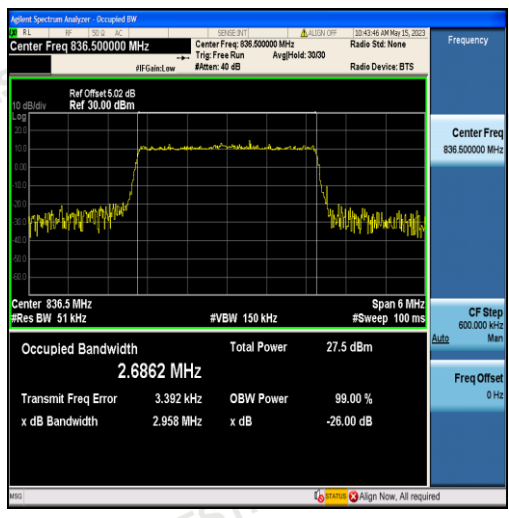 Agilent Spectrum Analyzer - Occupied BW
RL RF 50 Ω AC SENSE:INT ALIGN OFF 10:43:46 AM May 15, 2023
Center Freq 836.500000 MHz Center Freq: 836.500000 MHz Radio Std: None Frequency
Trig: Free Run Avg|Hold: 30/30
#IFGain:Low #Atten: 40 dB Radio Device: BTS
Ref Offset 5.02 dB
10 dB/div Ref 30.00 dBm
Log
20.0
10.0
0.00
-10.0
-20.0
-30.0
-40.0
-50.0
-60.0
Center Freq
836.500000 MHz
Center 836.5 MHz Span 6 MHz
#Res BW 51 kHz #VBW 150 kHz #Sweep 100 ms
CF Step
600.000 kHz
Auto Man
Occupied Bandwidth Total Power 27.5 dBm
2.6862 MHz
Transmit Freq Error 3.392 kHz OBW Power 99.00 %
x dB Bandwidth 2.958 MHz x dB -26.00 dB
Freq Offset
0 Hz
MSG STATUS Align Now, All required